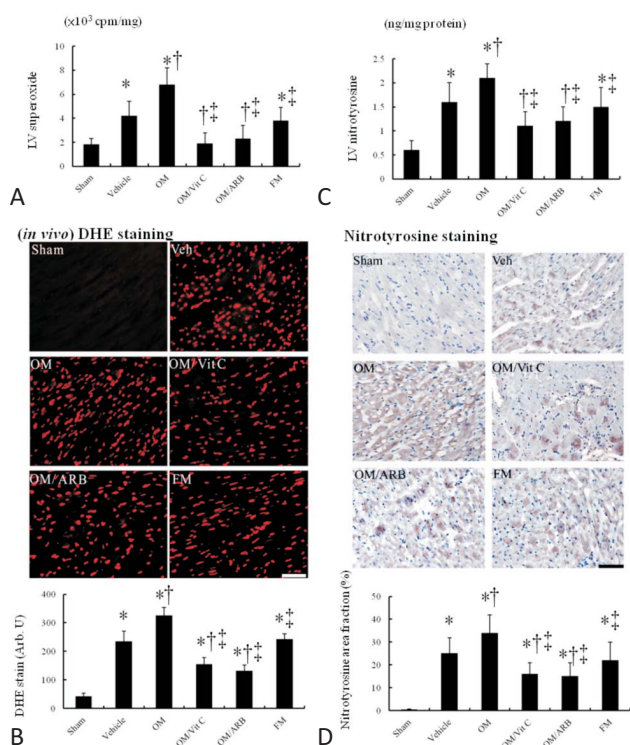 (x10³ cpm/mg)
LV superoxide
10
8
6
4
2
0
*
*†
†‡
†‡
*‡
Sham
Vehicle
OM
OM/Vit C
OM/ARB
FM
A
(ng/mg protein)
LV nitrotyrosine
2.5
2
1.5
1
0.5
0
*
*†
†‡
†‡
*‡
Sham
Vehicle
OM
OM/Vit C
OM/ARB
FM
C
(in vivo) DHE staining
Sham
Veh
OM
OM/Vit C
OM/ARB
FM
DHE stain (Arb. U)
400
300
200
100
0
*
*†
*†‡
*†‡
*‡
Sham
Vehicle
OM
OM/Vit C
OM/ARB
FM
B
Nitrotyrosine staining
Sham
Veh
OM
OM/Vit C
OM/ARB
FM
Nitrotyrosine area fraction (%)
50
40
30
20
10
0
*
*†
*†‡
*†‡
*‡
Sham
Vehicle
OM
OM/Vit C
OM/ARB
FM
D